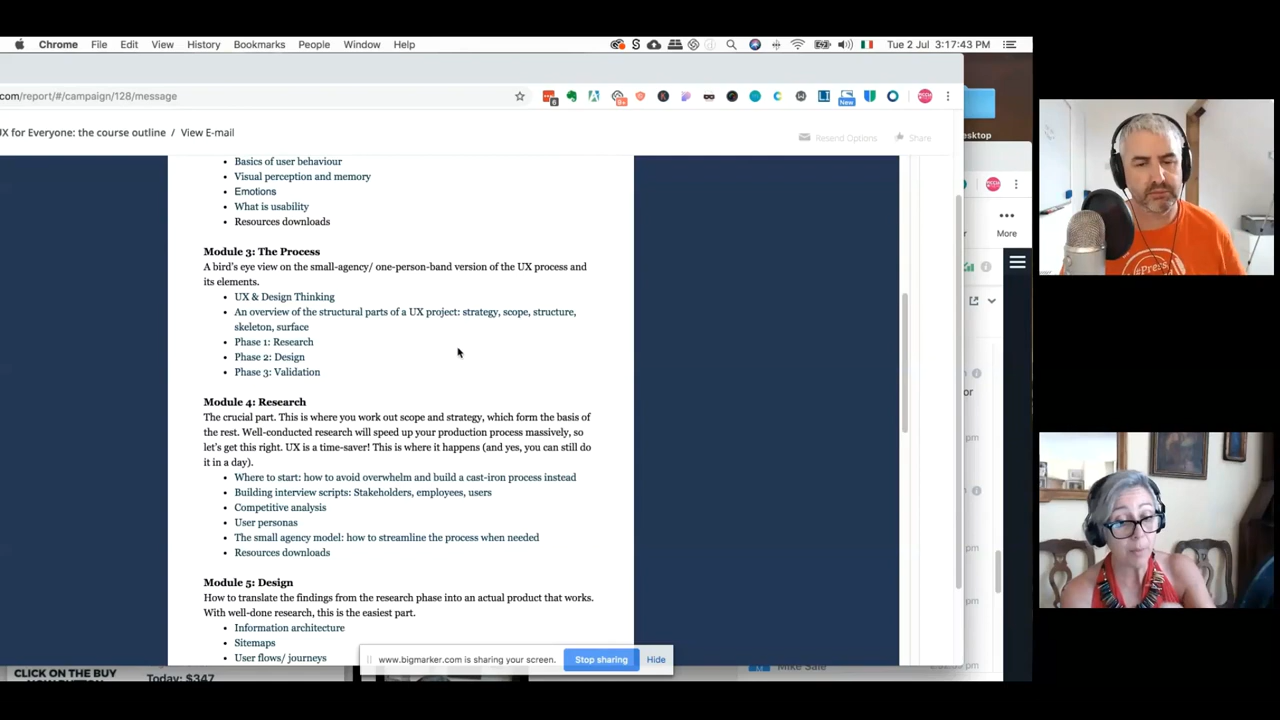 Chrome File Edit View History Bookmarks People Window Help
Tue 2 Jul 3:17:43 PM
com/report/#/campaign/128/message
6
9+
New
UX for Everyone: the course outline / View E-mail
Resend Options
Share
esktop
More
• Basics of user behaviour
• Visual perception and memory
• Emotions
• What is usability
• Resources downloads
Module 3: The Process
A bird's eye view on the small-agency/ one-person-band version of the UX process and
its elements.
• UX & Design Thinking
• An overview of the structural parts of a UX project: strategy, scope, structure,
skeleton, surface
• Phase 1: Research
• Phase 2: Design
• Phase 3: Validation
or
pm
Module 4: Research
The crucial part. This is where you work out scope and strategy, which form the basis of
the rest. Well-conducted research will speed up your production process massively, so
let's get this right. UX is a time-saver! This is where it happens (and yes, you can still do
it in a day).
• Where to start: how to avoid overwhelm and build a cast-iron process instead
• Building interview scripts: Stakeholders, employees, users
• Competitive analysis
• User personas
• The small agency model: how to streamline the process when needed
• Resources downloads
pm
Module 5: Design
How to translate the findings from the research phase into an actual product that works.
With well-done research, this is the easiest part.
• Information architecture
• Sitemaps
• User flows/ journeys
pm
www.bigmarker.com is sharing your screen.
Stop sharing
Hide
CLICK ON THE BUY
Today: $347